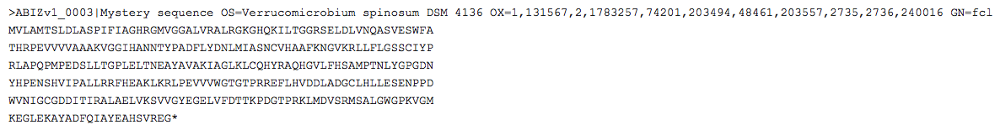 >ABIZv1_0003|Mystery sequence OS=Verrucomicrobium spinosum DSM 4136 OX=1,131567,2,1783257,74201,203494,48461,203557,2735,2736,240016 GN=fcl
MVLAMTSLDLASPIFIAGHRGMVGGALVRALRGKGHQKILTGGRSELDLVNQASVESWFA
THRPEVVVVAAAKVGGIHANNTYPADFLYDNLMIASNCVHAAFKNGVKRLLFLGSSCIYP
RLAPQPMPEDSLLTGPLELTNEAYAVAKIAGLKLCQHYRAQHGVLFHSAMPTNLYGPGDN
YHPENSHVIPALLRRFHEAKLKRLPEVVVWGTGTPRREFLHVDDLADGCLHLLESENPPD
WVNIGCGDDITIRALAELVKSVVGYEGELVFDTTKPDGTPRKLMDVSRMSALGWGPKVGM
KEGLEKAYADFQIAYEAHSVREG*